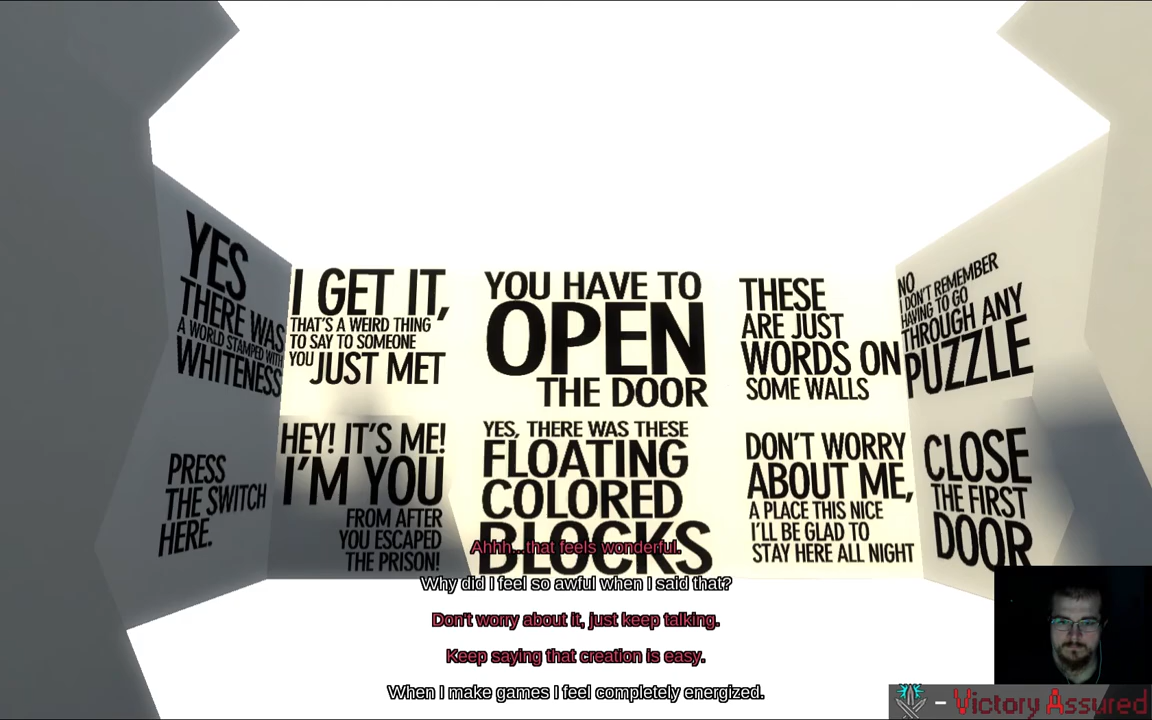 YES
THERE WAS
A WORLD STAMPED WITH
WHITENESS
I GET IT,
THAT'S A WEIRD THING
TO SAY TO SOMEONE
YOU JUST MET
YOU HAVE TO
OPEN
THE DOOR
THESE
ARE JUST
WORDS ON
SOME WALLS
NO
I DON'T REMEMBER
HAVING TO GO
THROUGH ANY
PUZZLE
PRESS
THE SWITCH
HERE.
HEY! IT'S ME!
I'M YOU
FROM AFTER
YOU ESCAPED
THE PRISON!
YES, THERE WAS THESE
FLOATING
COLORED
BLOCKS
DON'T WORRY
ABOUT ME,
A PLACE THIS NICE
I'LL BE GLAD TO
STAY HERE ALL NIGHT
CLOSE
THE FIRST
DOOR
Ahhh...that feels wonderful.
Why did I feel so awful when I said that?
Don't worry about it, just keep talking.
Keep saying that creation is easy.
When I make games I feel completely energized.
- Victory Assured